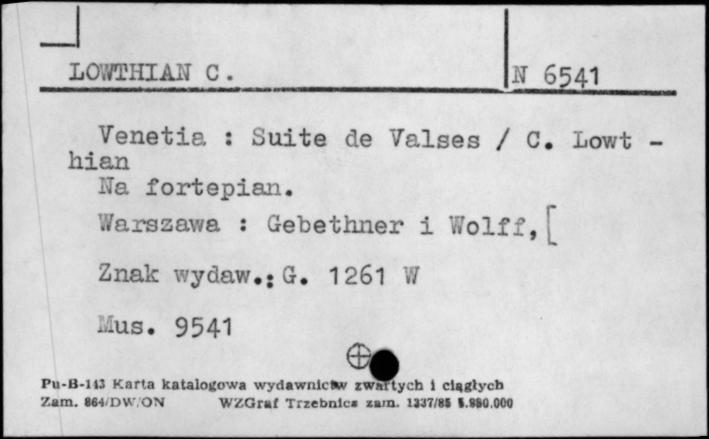 LOWTHIAN C.
N 6541
Venetia : Suite de Valses / C. Lowt -
hian
Na fortepian.
Warszawa : Gebethner i Wolff, [
Znak wydaw.: G. 1261 W
Mus. 9541
Pu-B-143 Karta katalogowa wydawnictw zwartych i ciągłych
Zam. 864/DW/ON WZGraf Trzebnica zam. 1337/85 5.980.000